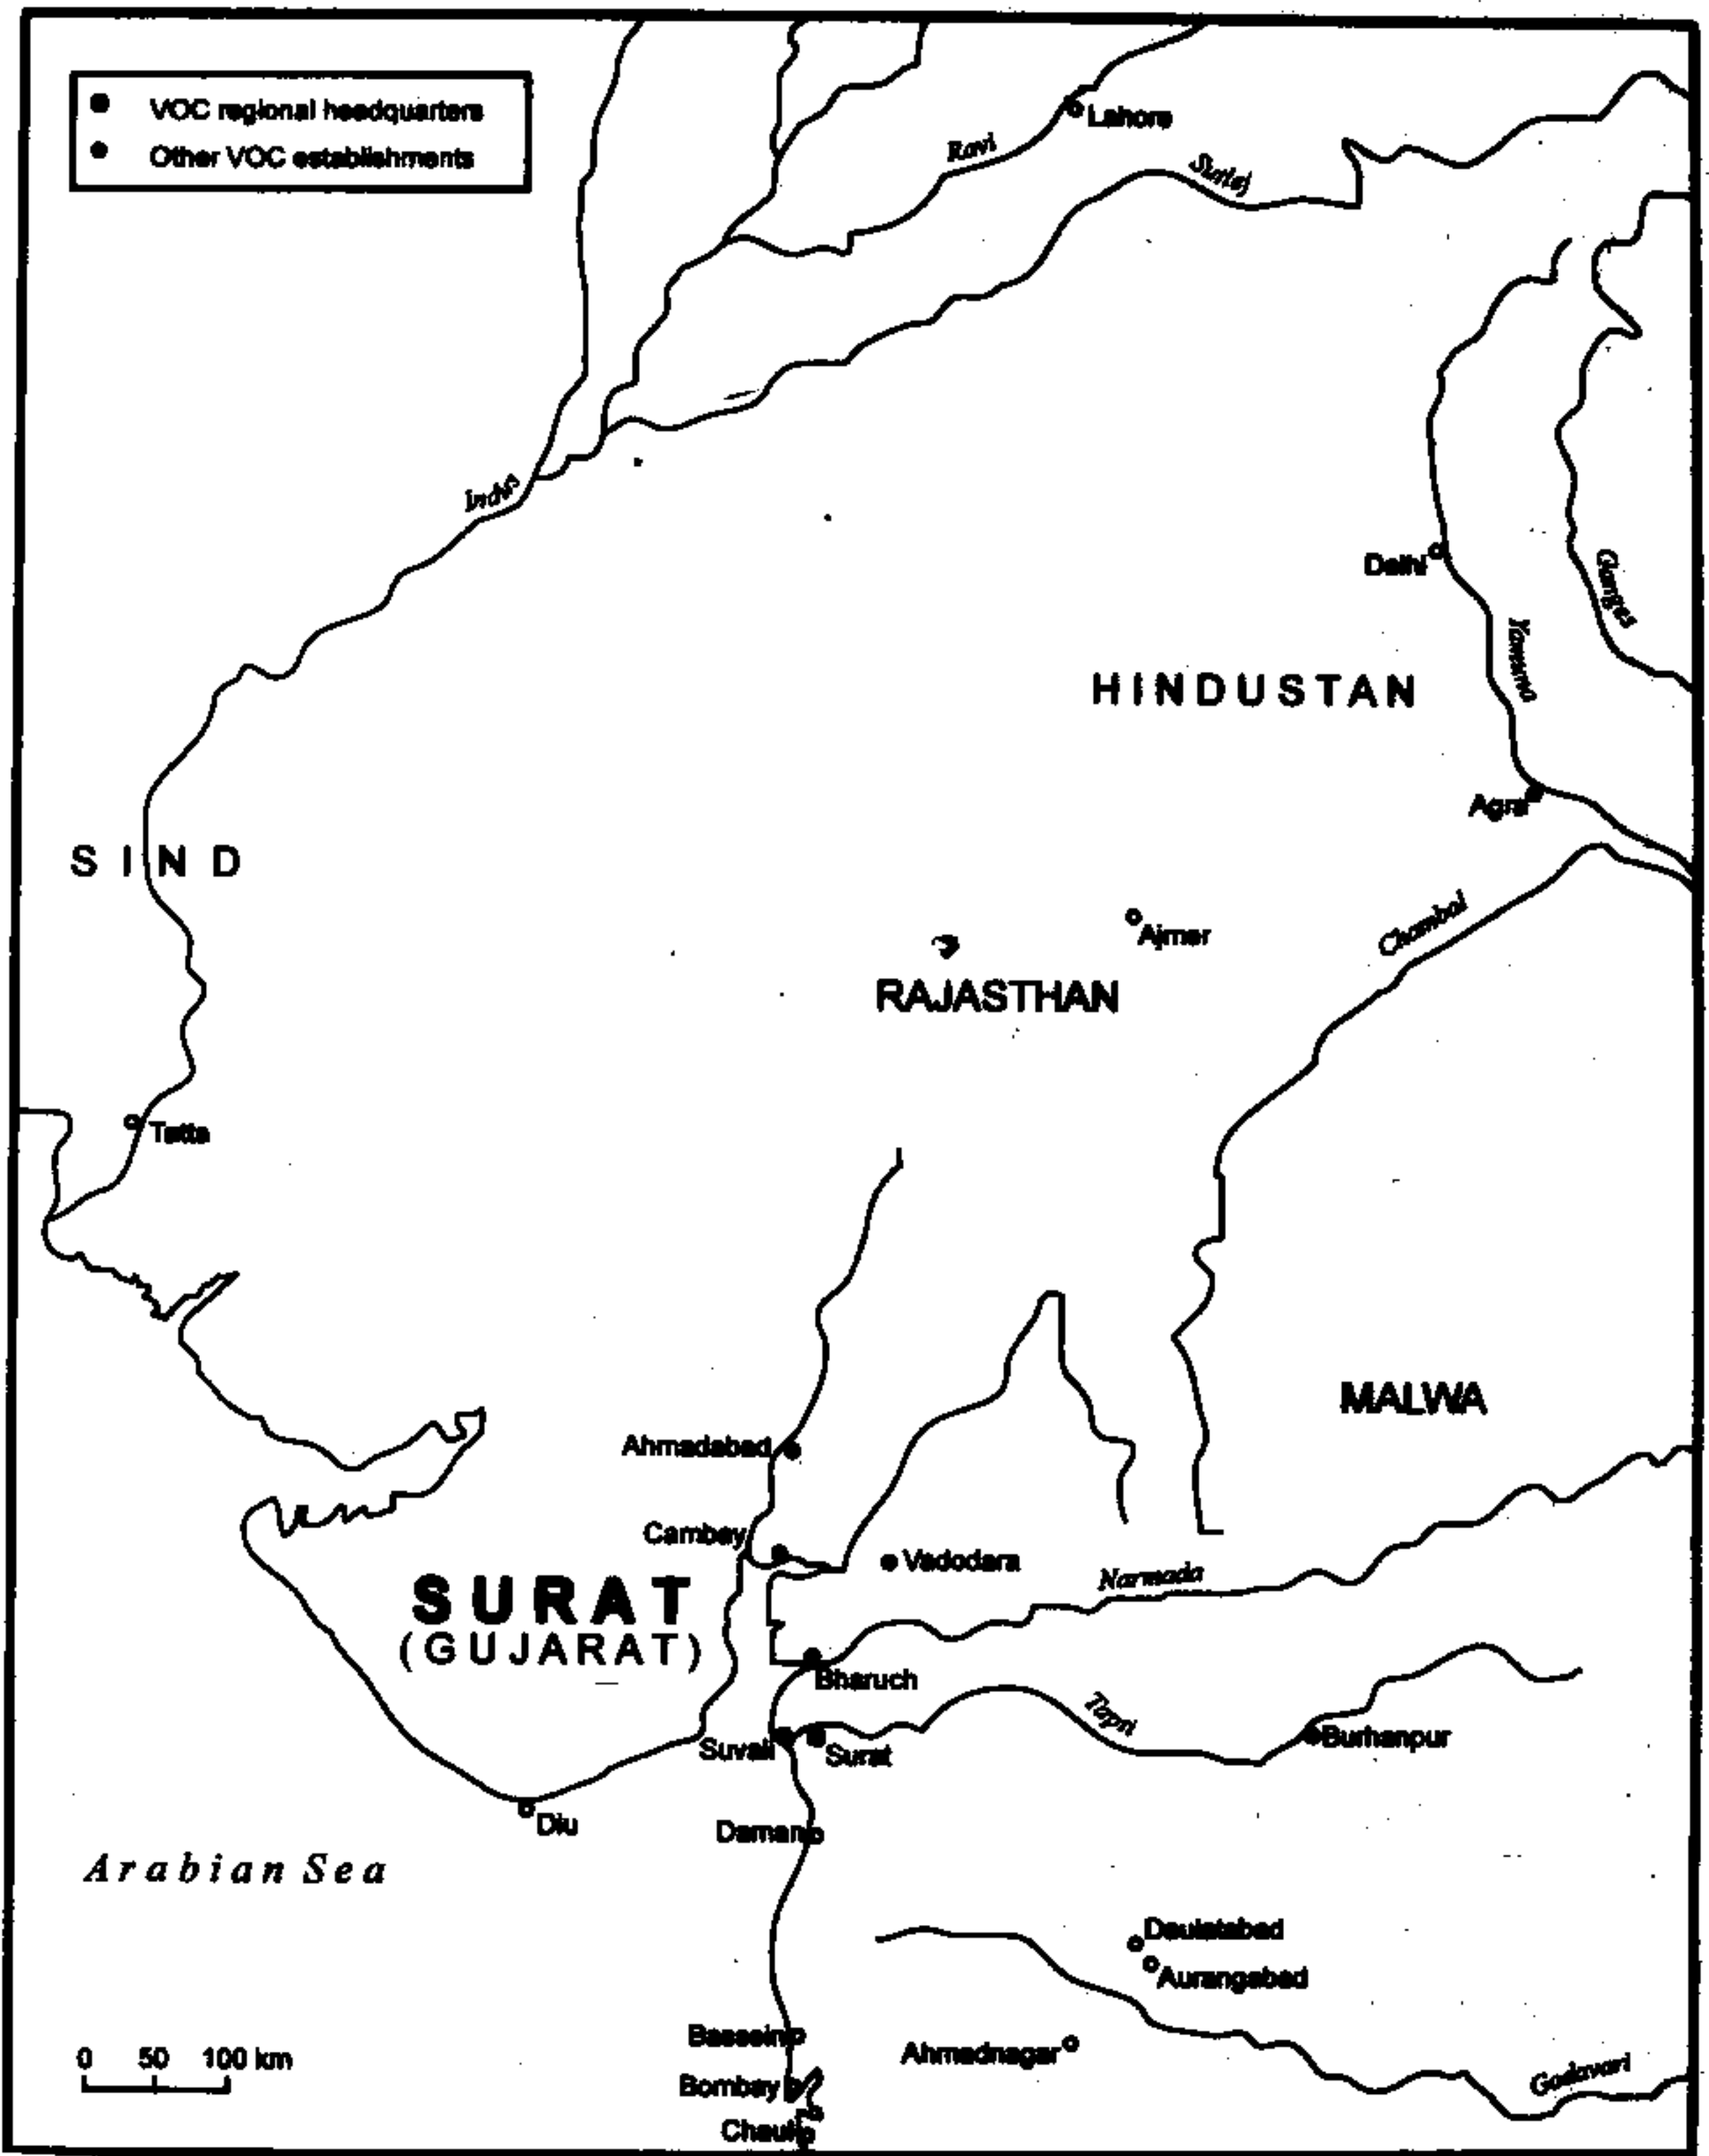 VOC regional headquarters
Other VOC establishments
Lahore
Ravi
Sutlej
Indus
Delhi
Ganges
Yamuna
HINDUSTAN
Agra
SIND
Chambal
Ajmer
RAJASTHAN
Tatta
MALWA
Ahmadabad
Cambay
Vadodara
Narmada
SURAT
(GUJARAT)
Bharuch
Tapti
Suvali
Surat
Burhanpur
Diu
Daman
Arabian Sea
Daulatabad
Aurangabad
Bassein
Ahmadnagar
0 50 100 km
Bombay
Godavari
Chaul